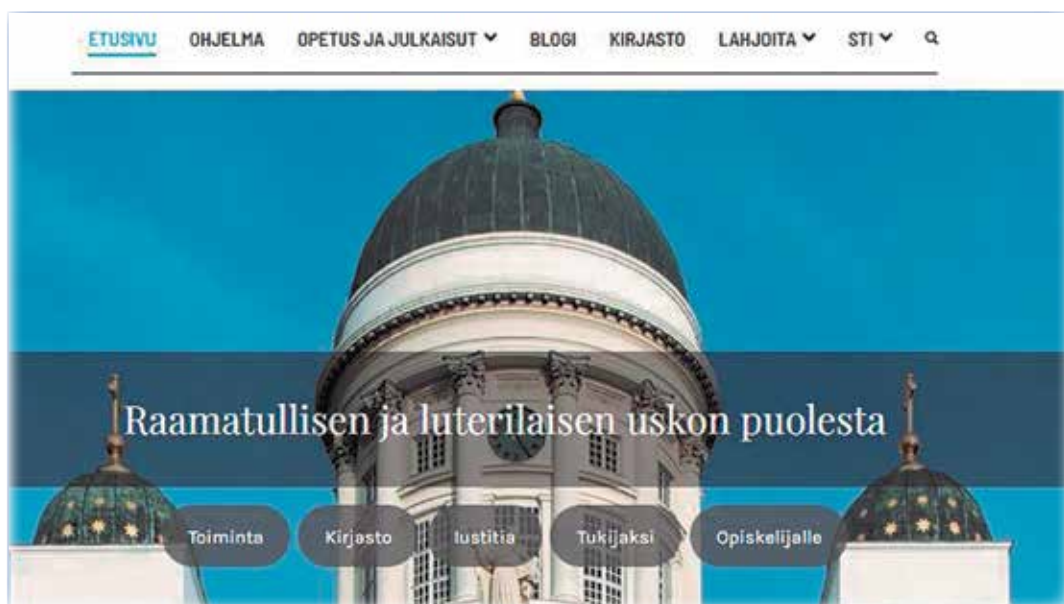 ETUSIVU OHJELMA OPETUS JA JULKAISUT BLOGI KIRJASTO LAHJOITA STI
Raamatullisen ja luterilaisen uskon puolesta
Toiminta Kirjasto Iustitia Tukijaksi Opiskelijalle